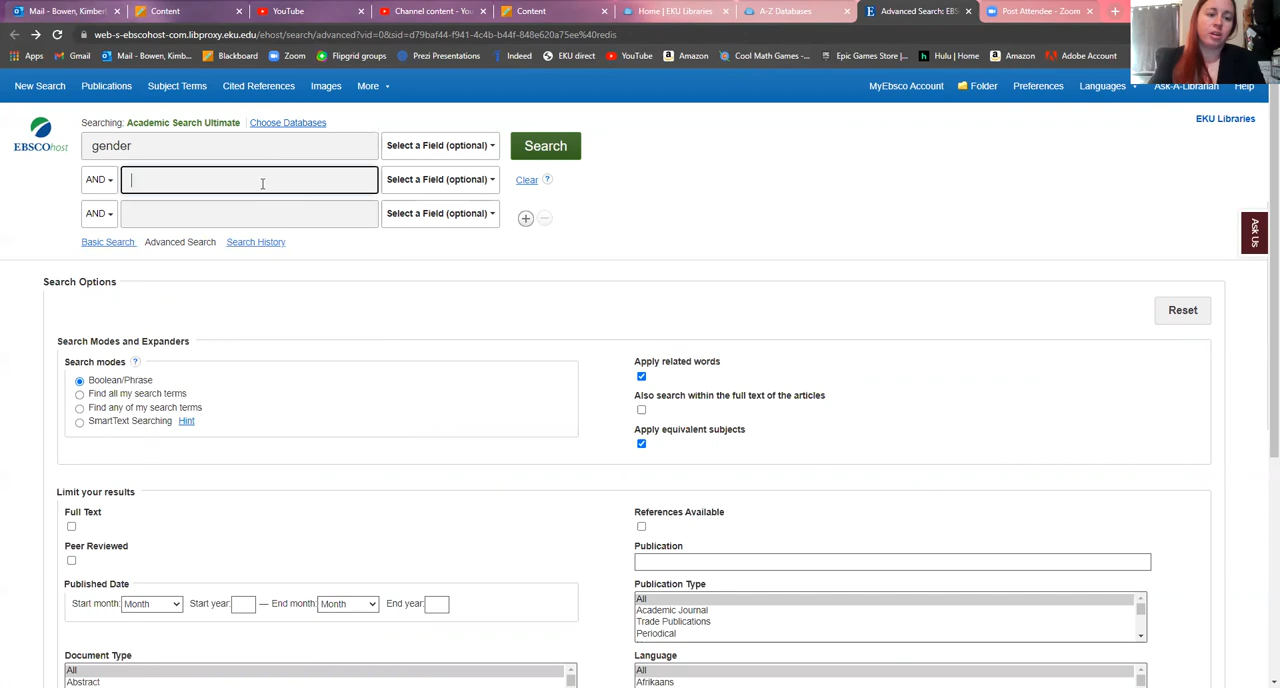 Mail - Bowen, Kimber
Content
YouTube
Channel content - You
Content
Home | EKU Libraries
A-Z Databases
Advanced Search: EBS
Post Attendee - Zoom
web-s-ebscohost-com.libproxy.eku.edu/ehost/search/advanced?vid=0&sid=d79baf44-f941-4c4b-b44f-848e620a75ee%40redis
Apps Gmail Mail - Bowen, Kimb... Blackboard Zoom Flipgrid groups Prezi Presentations Indeed EKU direct YouTube Amazon Cool Math Games -... Epic Games Store |... Hulu | Home Amazon Adobe Account
New Search Publications Subject Terms Cited References Images More MyEbsco Account Folder Preferences Languages Ask-A-Librarian Help
EKU Libraries
Searching: Academic Search Ultimate Choose Databases
EBSCOhost
gender Select a Field (optional) Search
AND Select a Field (optional) Clear ?
AND Select a Field (optional)
Basic Search Advanced Search Search History
Ask Us
Search Options
Reset
Search Modes and Expanders
Search modes ?
Boolean/Phrase
Find all my search terms
Find any of my search terms
SmartText Searching Hint
Apply related words
Also search within the full text of the articles
Apply equivalent subjects
Limit your results
Full Text
Peer Reviewed
Published Date
Start month: Month Start year: — End month: Month End year:
Document Type
All
Abstract
References Available
Publication
Publication Type
All
Academic Journal
Trade Publications
Periodical
Language
All
Afrikaans